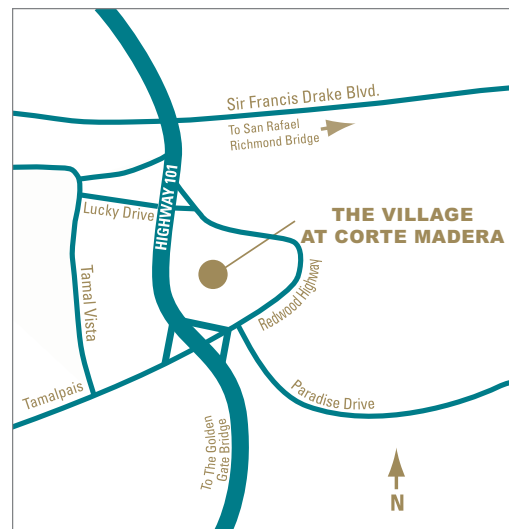 Sir Francis Drake Blvd.
To San Rafael
Richmond Bridge
HIGHWAY 101
Lucky Drive
THE VILLAGE
AT CORTE MADERA
Tamal Vista
Redwood Highway
Tamalpais
Paradise Drive
To The Golden
Gate Bridge
N